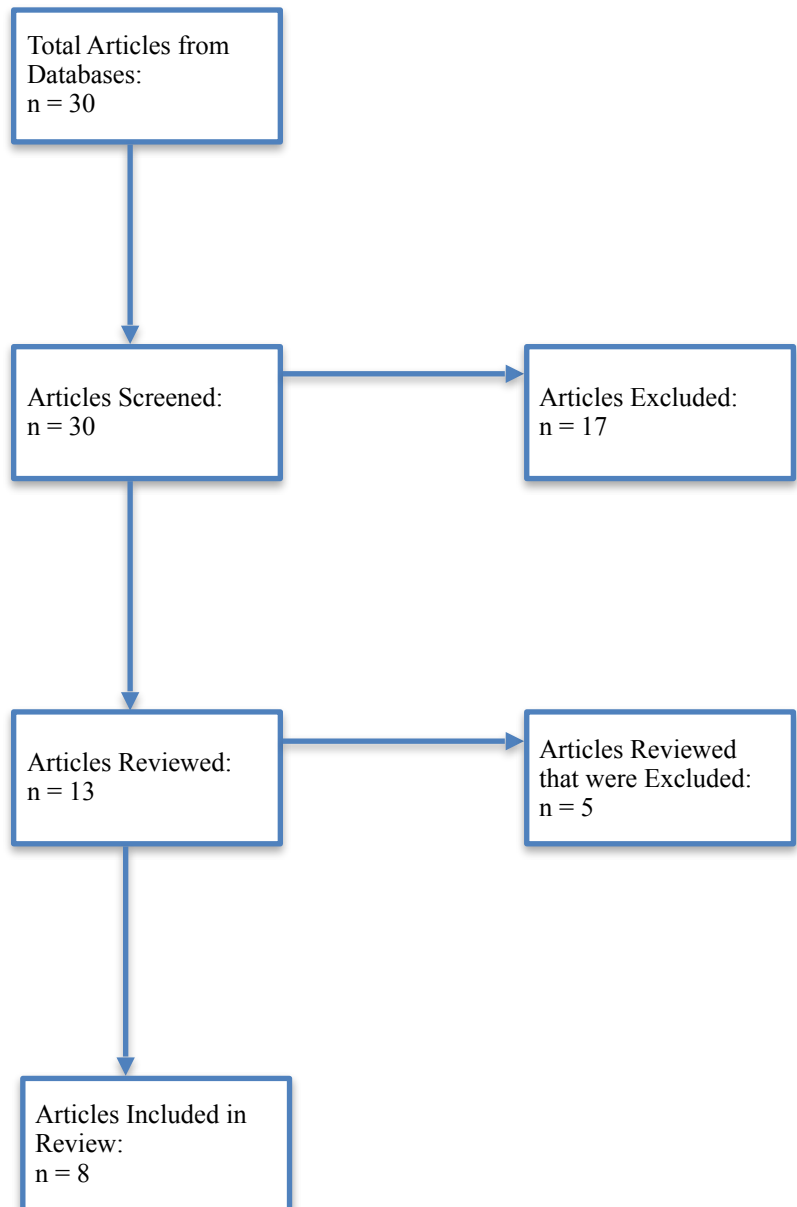 Total Articles from
Databases:
n = 30
Articles Screened:
n = 30
Articles Excluded:
n = 17
Articles Reviewed:
n = 13
Articles Reviewed
that were Excluded:
n = 5
Articles Included in
Review:
n = 8